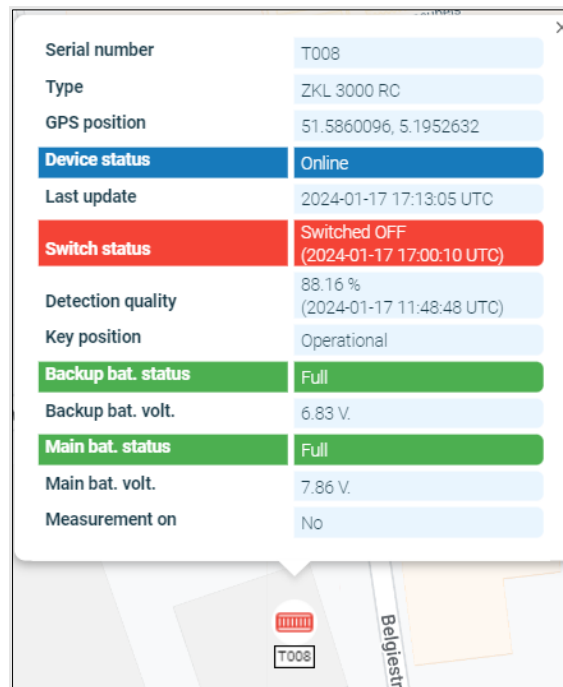 Serial number
T008
Type
ZKL 3000 RC
GPS position
51.5860096, 5.1952632
Device status
Online
Last update
2024-01-17 17:13:05 UTC
Switch status
Switched OFF
(2024-01-17 17:00:10 UTC)
Detection quality
88.16 %
(2024-01-17 11:48:48 UTC)
Key position
Operational
Backup bat. status
Full
Backup bat. volt.
6.83 V.
Main bat. status
Full
Main bat. volt.
7.86 V.
Measurement on
No
T008
Belgiestr